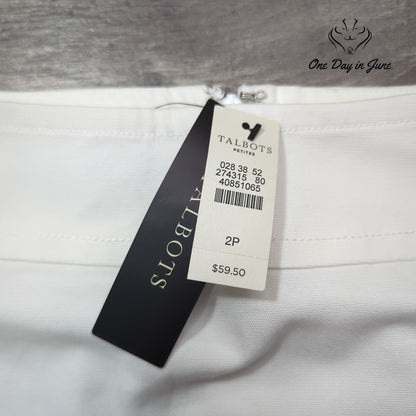 One Day in June
TALBOTS
PETITES
028 38 52
274315 80
40851065
2P
$59.50
TALBOTS